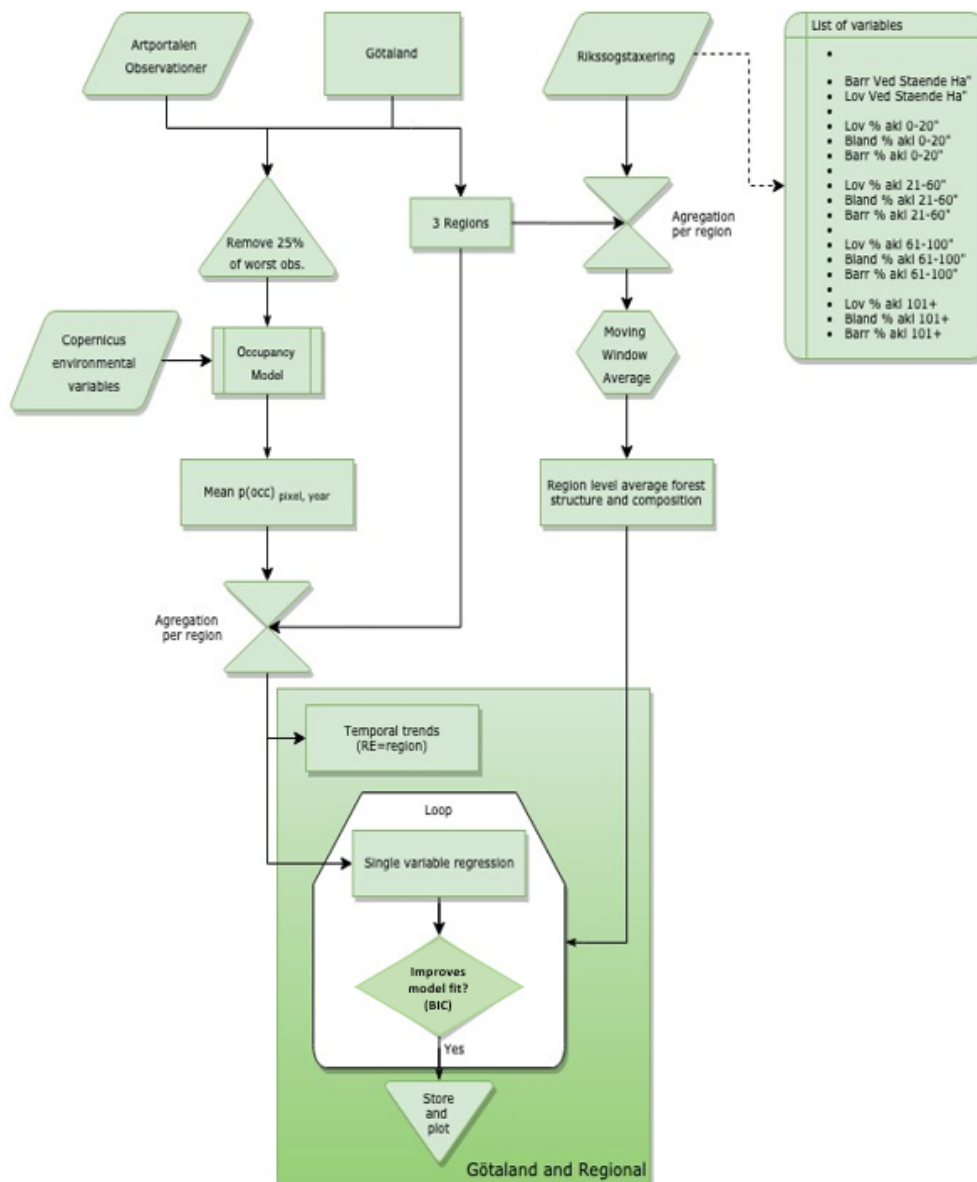 Artportalen
Observationer
Götaland
Rikssogstaxering
List of variables
Barr Ved Staende Ha"
Lov Ved Staende Ha"
Lov % akl 0-20"
Bland % akl 0-20"
Barr % akl 0-20"
Lov % akl 21-60"
Bland % akl 21-60"
Barr % akl 21-60"
Lov % akl 61-100"
Bland % akl 61-100"
Barr % akl 61-100"
Lov % akl 101+
Bland % akl 101+
Barr % akl 101+
Remove 25%
of worst obs.
3 Regions
Agregation
per region
Copernicus
environmental
variables
Occupancy
Model
Moving
Window
Average
Mean p(occ) pixel, year
Region level average forest
structure and composition
Agregation
per region
Temporal trends
(RE=region)
Loop
Single variable regression
Improves
model fit?
(BIC)
Yes
Store
and
plot
Götaland and Regional